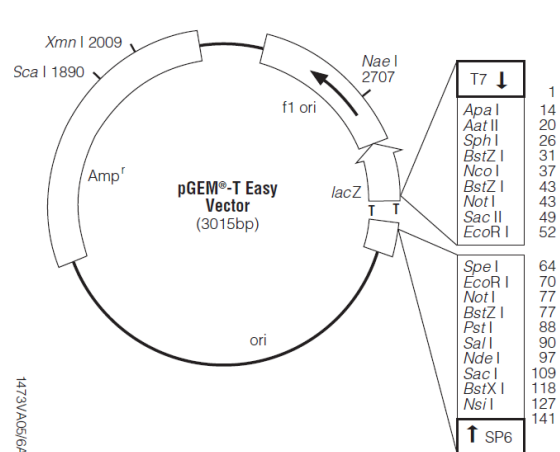 Xmn I 2009
Sca I 1890
Nae I
2707
f1 ori
Ampʳ
pGEM®-T Easy
Vector
(3015bp)
lacZ
T T
ori
T7 ↓
1
Apa I 14
Aat II 20
Sph I 26
BstZ I 31
Nco I 37
BstZ I 43
Not I 43
Sac II 49
EcoR I 52
Spe I 64
EcoR I 70
Not I 77
BstZ I 77
Pst I 88
Sal I 90
Nde I 97
Sac I 109
BstX I 118
Nsi I 127
141
↑ SP6
1473VA05/6A